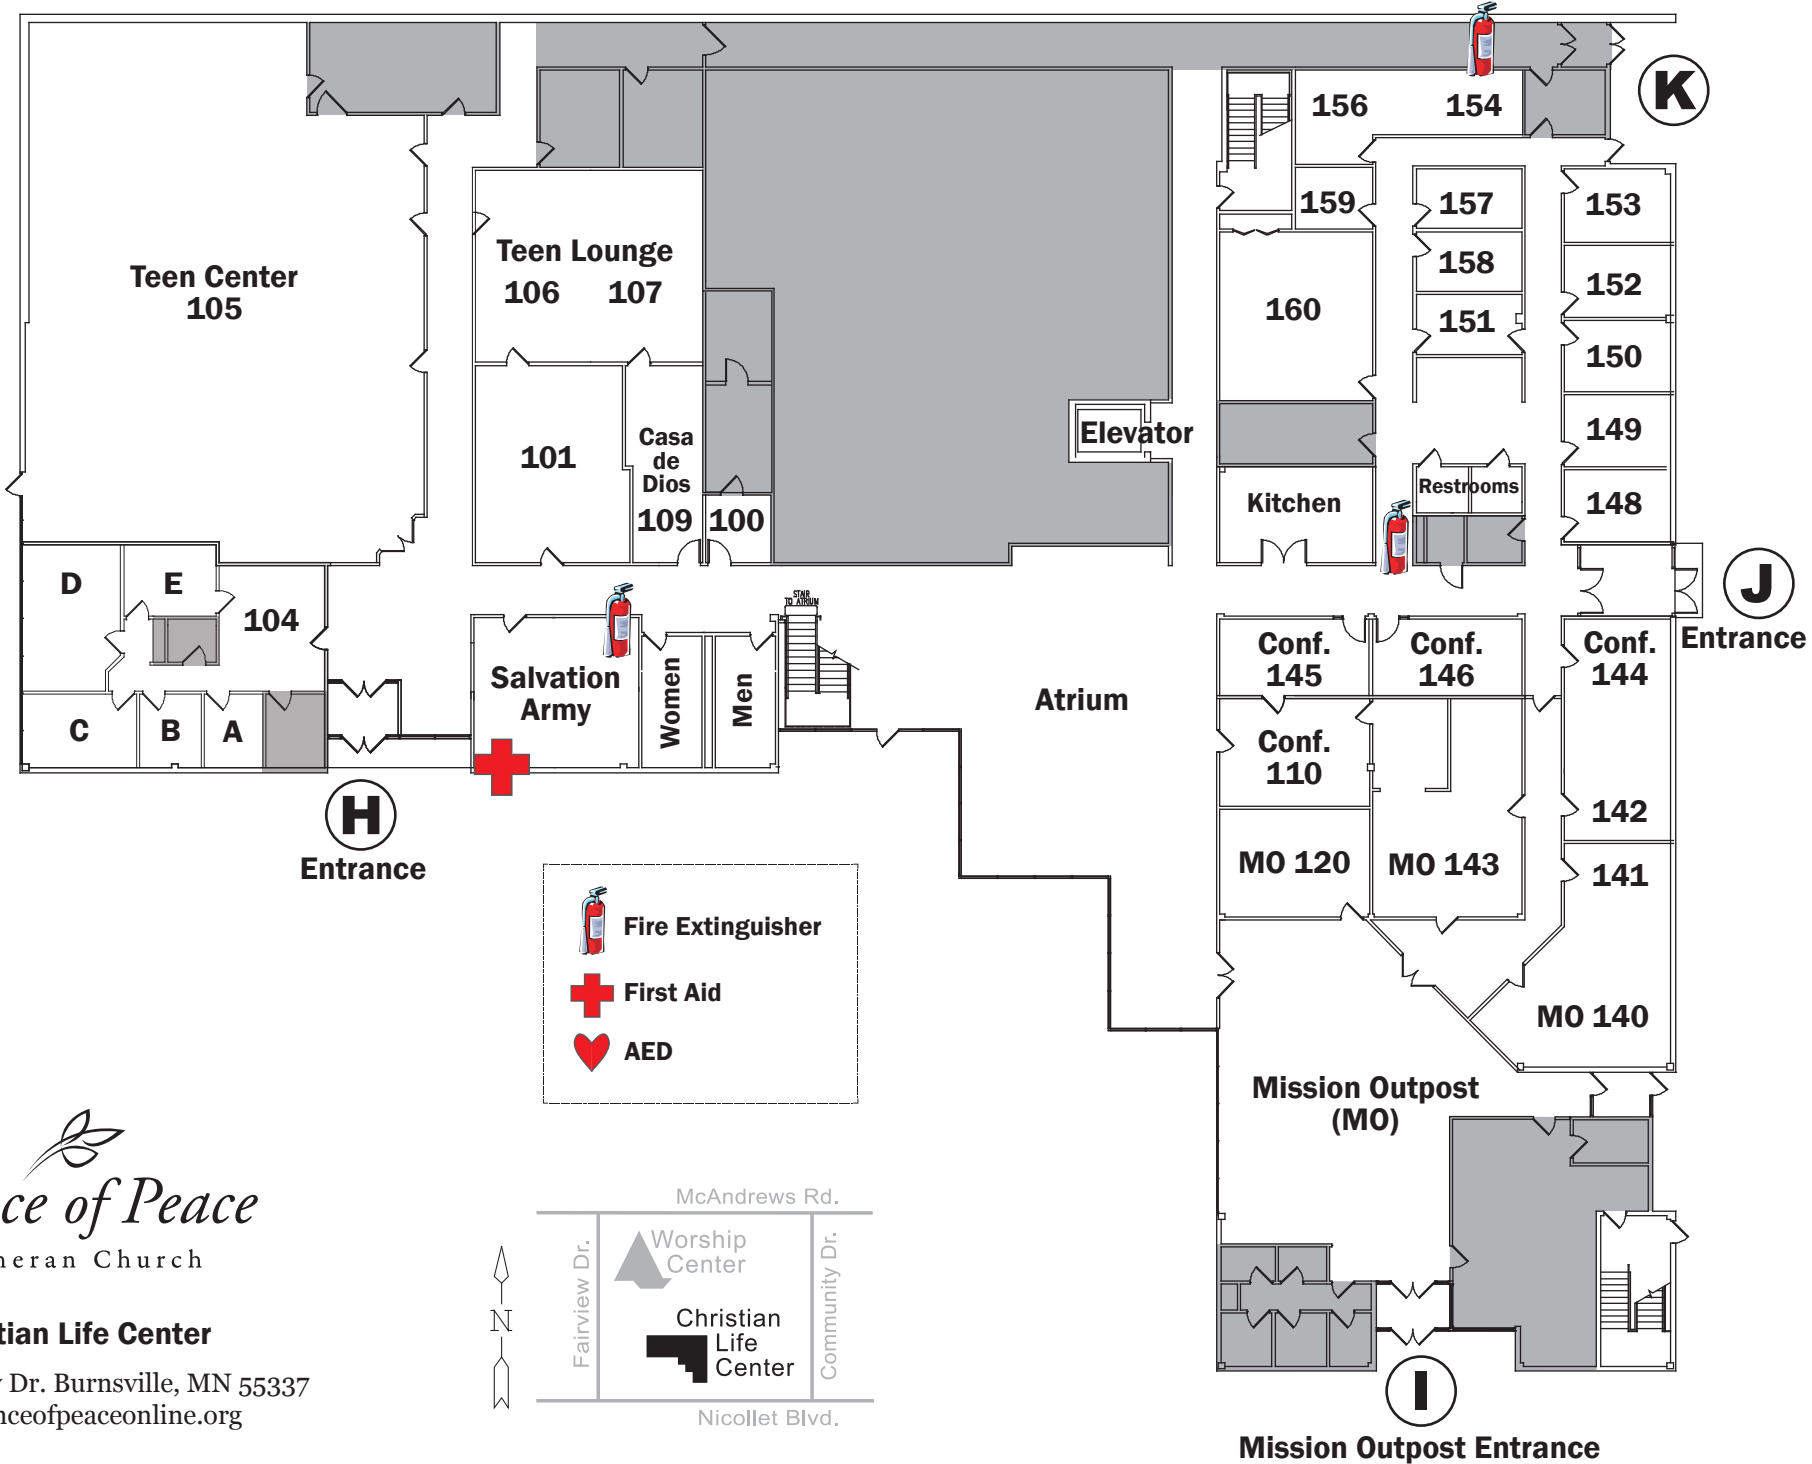 K
156
154
159
157
153
Teen Lounge
106
107
158
152
Teen Center
105
160
151
150
Elevator
149
101
Casa
de
Dios
109
100
Kitchen
Restrooms
148
D
E
104
STAIR
TO ATRIUM
J
Entrance
Conf.
145
Conf.
146
Conf.
144
Salvation
Army
Women
Men
Atrium
C
B
A
Conf.
110
142
H
Entrance
MO 120
MO 143
141
Fire Extinguisher
First Aid
AED
MO 140
Mission Outpost
(MO)
ce of Peace
heran Church
tian Life Center
Dr. Burnsville, MN 55337
nceofpeaceonline.org
N
McAndrews Rd.
Fairview Dr.
Worship
Center
Community Dr.
Christian
Life
Center
Nicollet Blvd.
I
Mission Outpost Entrance